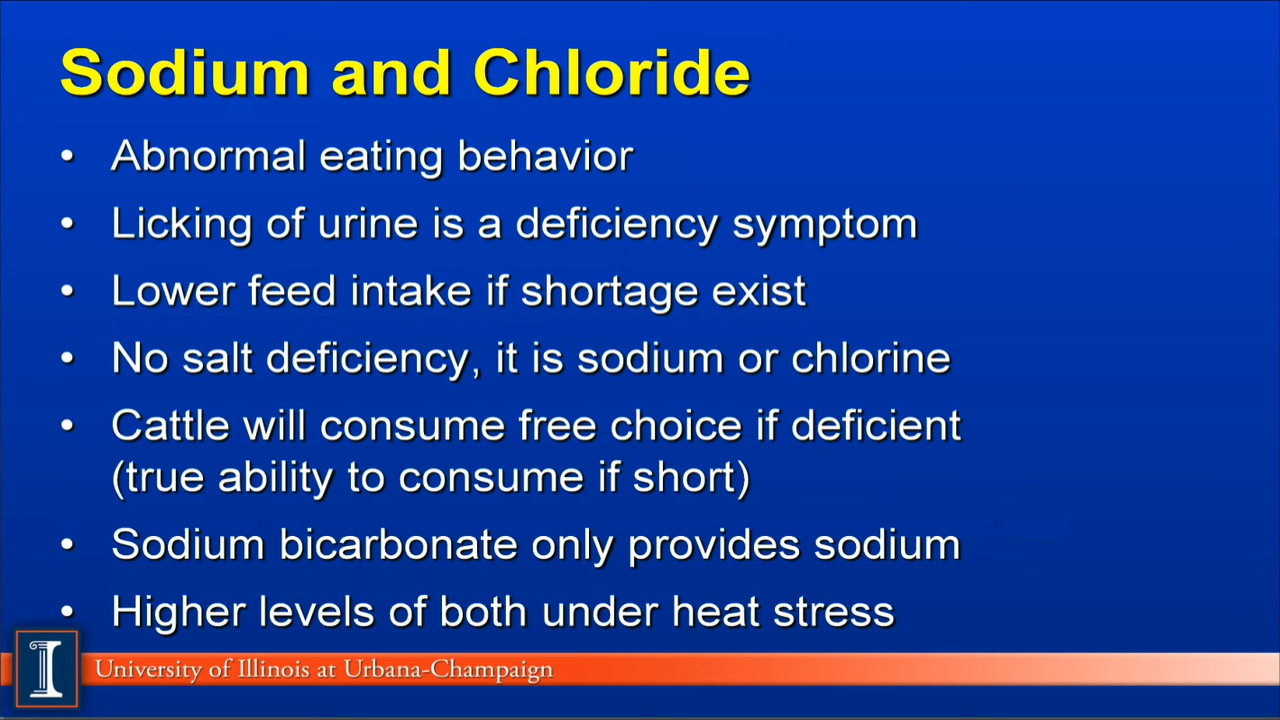 Sodium and Chloride
• Abnormal eating behavior
• Licking of urine is a deficiency symptom
• Lower feed intake if shortage exist
• No salt deficiency, it is sodium or chlorine
• Cattle will consume free choice if deficient
(true ability to consume if short)
• Sodium bicarbonate only provides sodium
• Higher levels of both under heat stress
I
University of Illinois at Urbana-Champaign